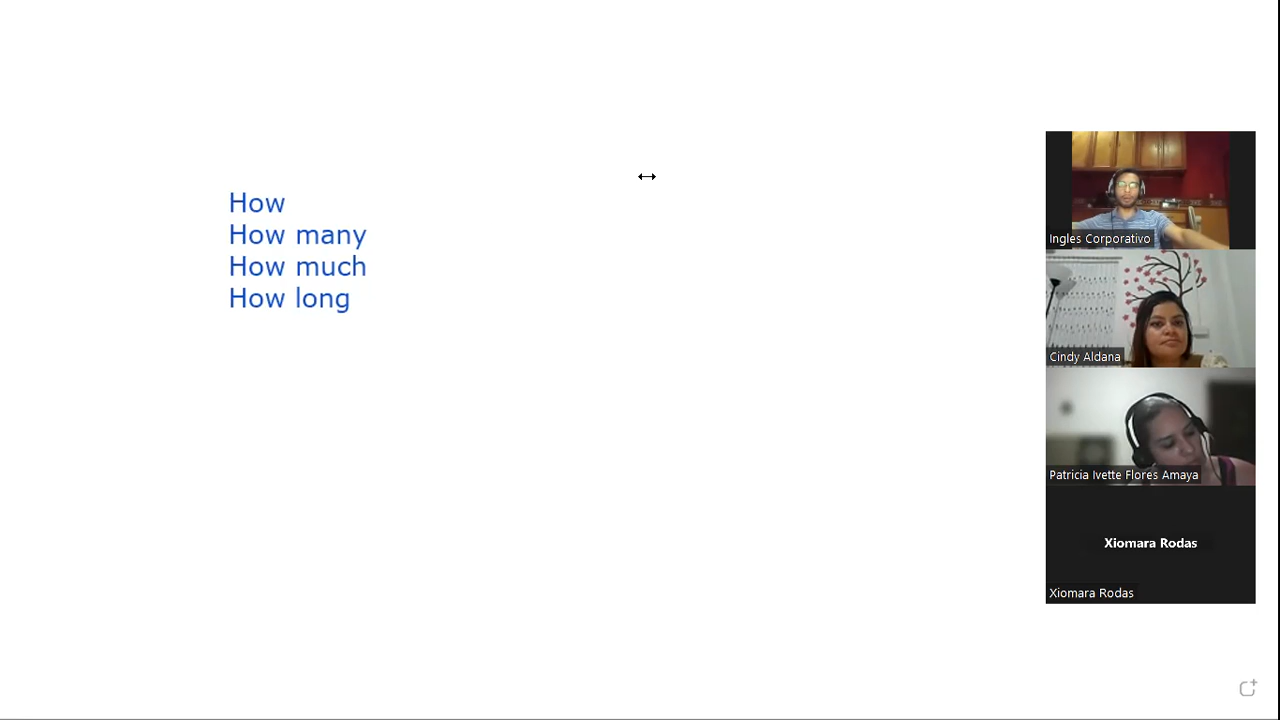 How
How many
How much
How long
Ingles Corporativo
Cindy Aldana
Patricia Ivette Flores Amaya
Xiomara Rodas
Xiomara Rodas